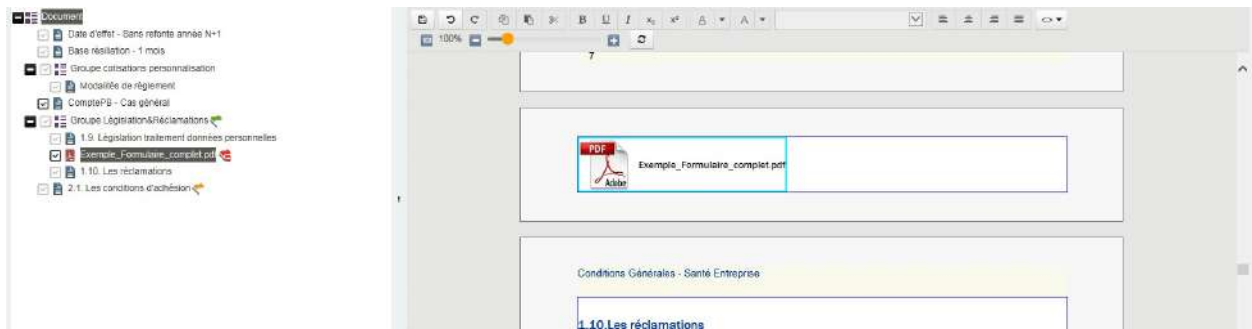 Document
Date d'effet - Sans refonte année N+1
Base résiliation - 1 mois
Groupe cotisations personnalisation
Modalités de règlement
ComptePB - Cas général
Groupe Législation&Réclamations
1.9. Législation traitement données personnelles
Exemple_Formulaire_complet.pdf
1.10. Les réclamations
2.1. Les conditions d'adhésion
B U I x₂ x² A A
100%
7
PDF
Adobe
Exemple_Formulaire_complet.pdf
Conditions Générales - Santé Entreprise
1.10.Les réclamations